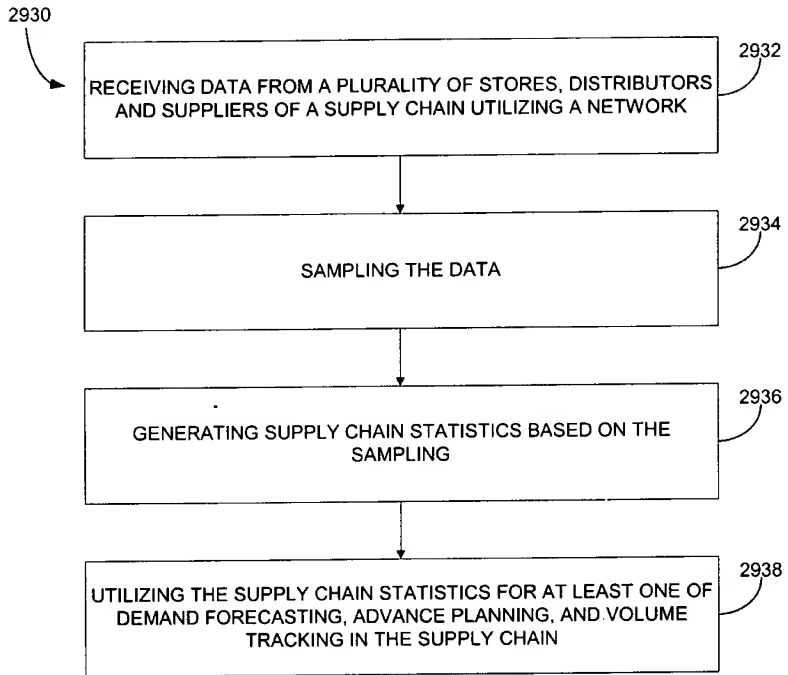 2930
2932
RECEIVING DATA FROM A PLURALITY OF STORES, DISTRIBUTORS
AND SUPPLIERS OF A SUPPLY CHAIN UTILIZING A NETWORK
2934
SAMPLING THE DATA
2936
GENERATING SUPPLY CHAIN STATISTICS BASED ON THE
SAMPLING
2938
UTILIZING THE SUPPLY CHAIN STATISTICS FOR AT LEAST ONE OF
DEMAND FORECASTING, ADVANCE PLANNING, AND VOLUME
TRACKING IN THE SUPPLY CHAIN